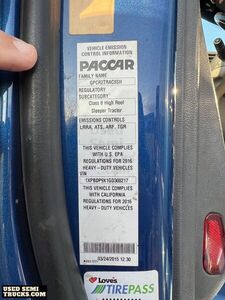 VEHICLE EMISSION
CONTROL INFORMATION
PACCAR
FAMILY NAME
REGULATORY
SUBCATEGORY
Class 8 High Roof
Sleeper Tractor
EMISSIONS CONTROLS
LRRA, ATS, ARF, TGR
THIS VEHICLE COMPLIES
WITH U.S. EPA
REGULATIONS FOR 2016
HEAVY - DUTY VEHICLES
VIN
THIS VEHICLE COMPLIES
WITH CALIFORNIA
REGULATIONS FOR 2016
HEAVY - DUTY VEHICLES
03/24/2015 12:30
Love's
TIREPASS
USED SEMI
TRUCKS.COM